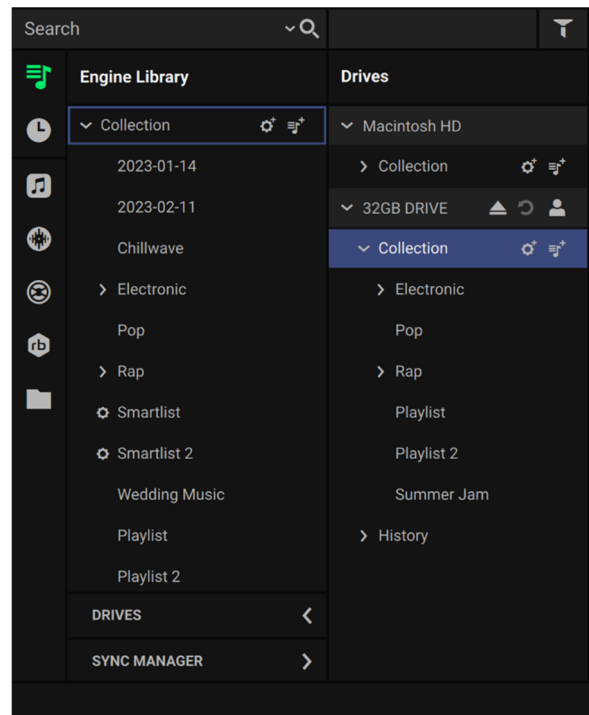 Search
Engine Library
Collection
2023-01-14
2023-02-11
Chillwave
Electronic
Pop
Rap
Smartlist
Smartlist 2
Wedding Music
Playlist
Playlist 2
DRIVES
SYNC MANAGER
Drives
Macintosh HD
Collection
32GB DRIVE
Collection
Electronic
Pop
Rap
Playlist
Playlist 2
Summer Jam
History
rb